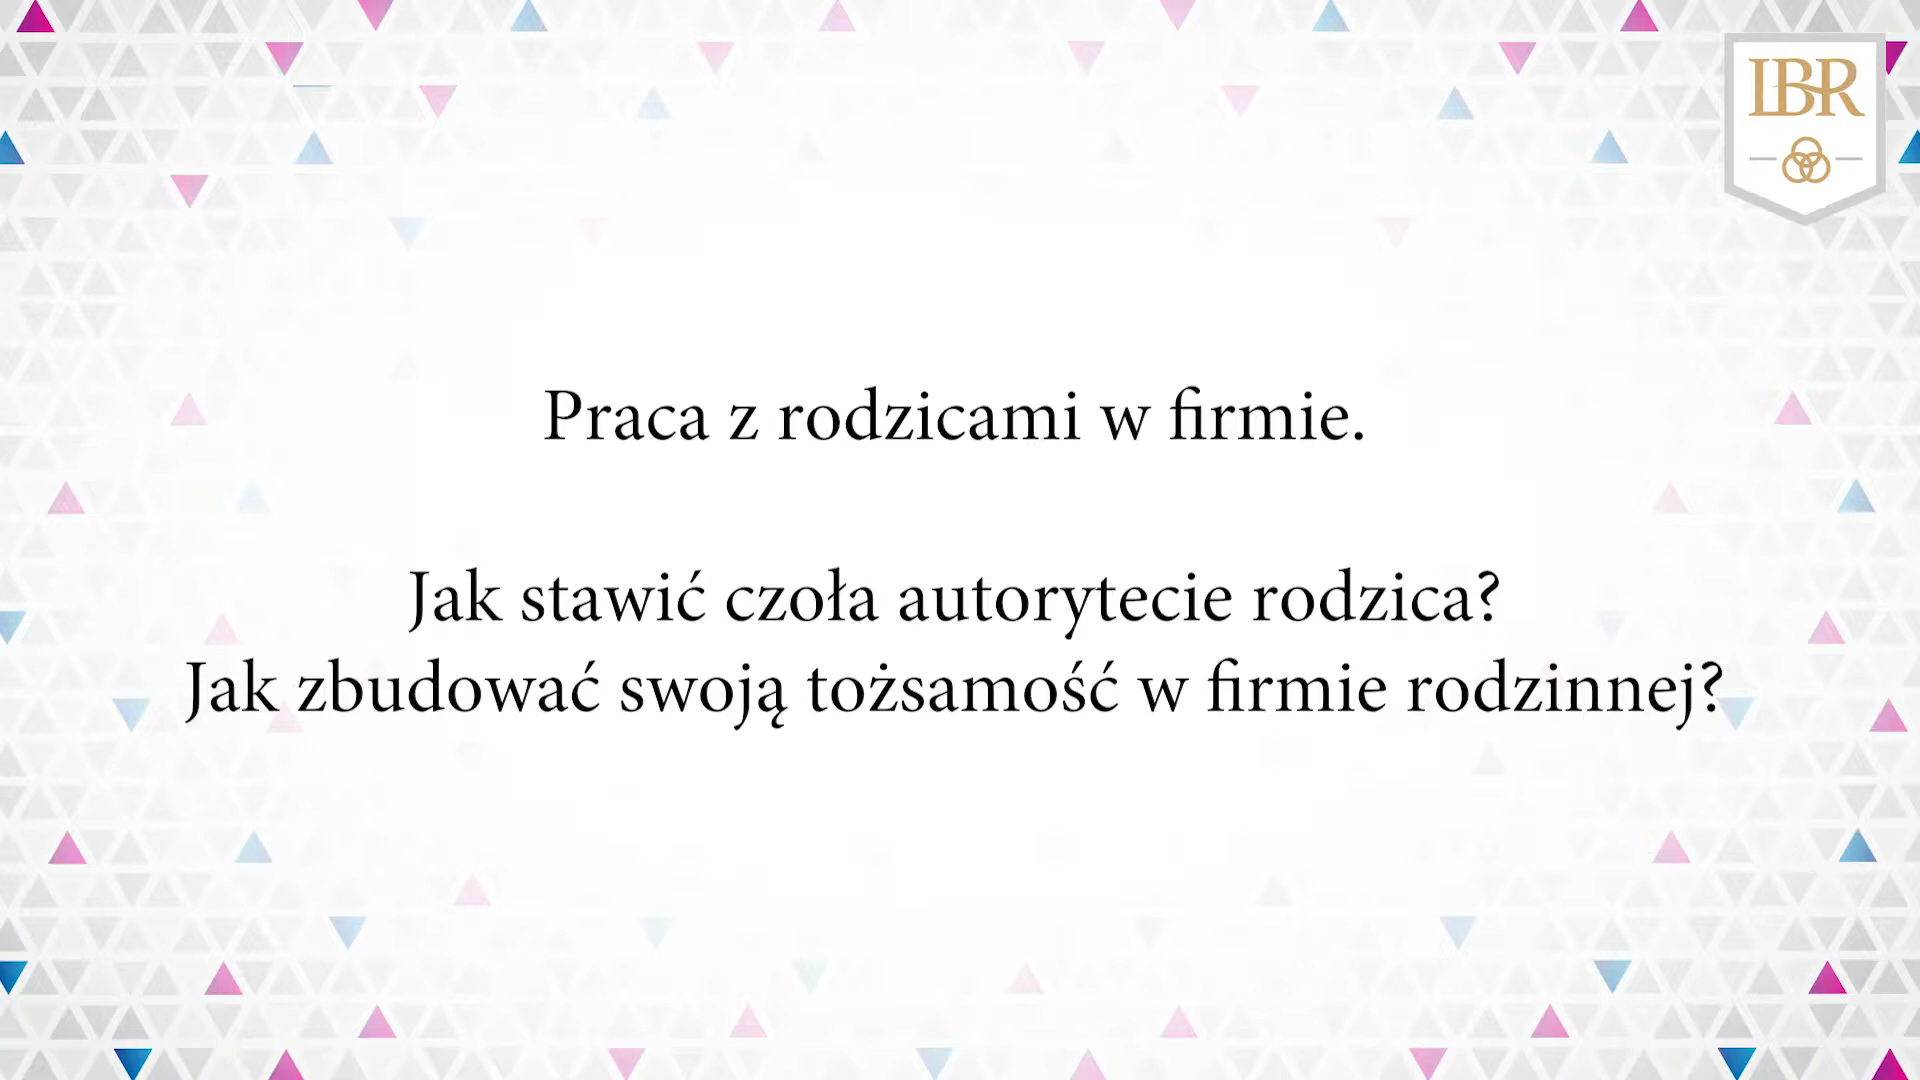 IBR
Praca z rodzicami w firmie.
Jak stawić czoła autorytecie rodzica?
Jak zbudować swoją tożsamość w firmie rodzinnej?